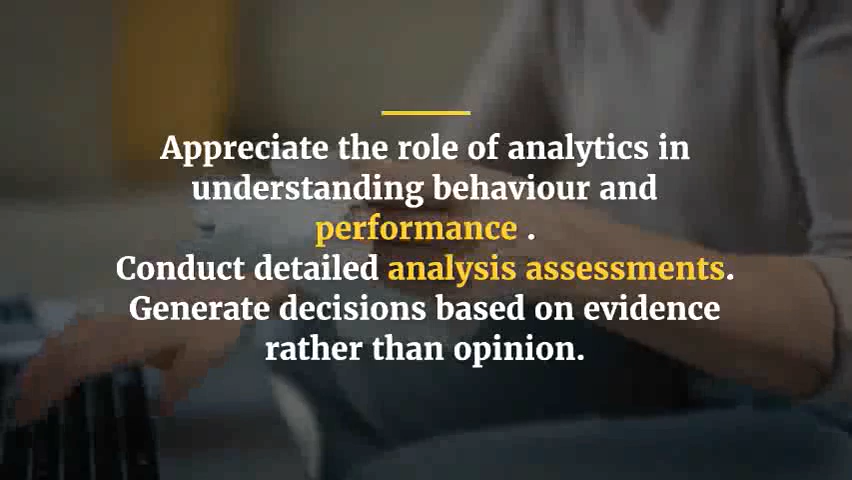 Appreciate the role of analytics in
understanding behaviour and
performance .
Conduct detailed analysis assessments.
Generate decisions based on evidence
rather than opinion.